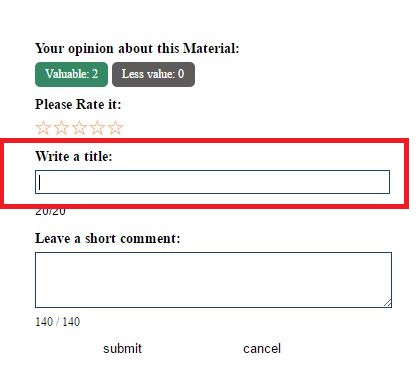 Your opinion about this Material:
Valuable: 2 Less value: 0
Please Rate it:
Write a title:
20/20
Leave a short comment:
140 / 140
submit cancel